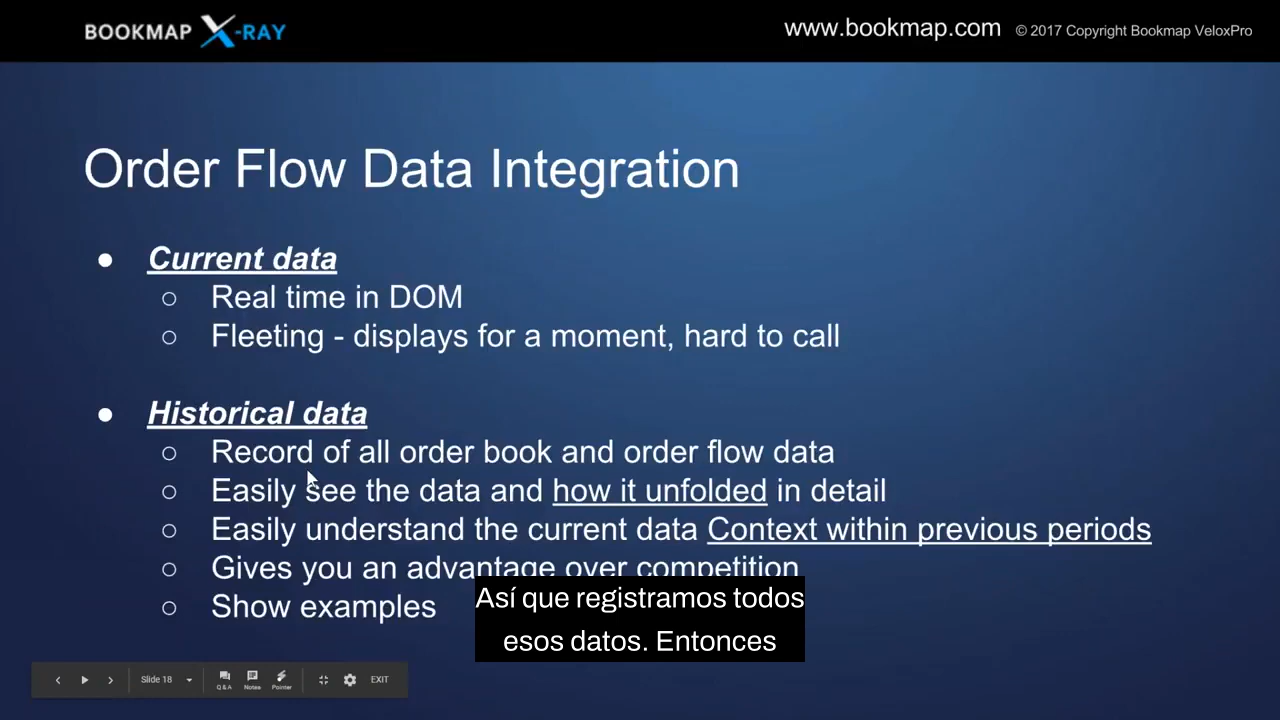 BOOKMAP X-RAY
www.bookmap.com © 2017 Copyright Bookmap VeloxPro
Order Flow Data Integration
● Current data
○ Real time in DOM
○ Fleeting - displays for a moment, hard to call
● Historical data
○ Record of all order book and order flow data
○ Easily see the data and how it unfolded in detail
○ Easily understand the current data Context within previous periods
○ Gives you an advantage over competition
○ Show examples
Así que registramos todos
esos datos. Entonces
Slide 18
Q & A
Notes
Pointer
EXIT